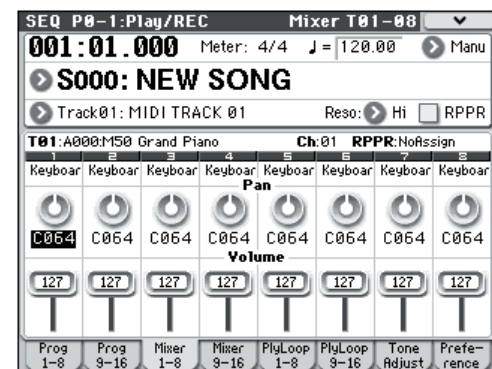 SEQ P0-1:Play/REC Mixer T01-08
001:01.000 Meter: 4/4 ♩= 120.00 Manu
S000: NEW SONG
Track01: MIDI TRACK 01 Reso: Hi RPPR
T01:A000:M50 Grand Piano Ch:01 RPPR:NoAssign
1 2 3 4 5 6 7 8
Keyboar Keyboar Keyboar Keyboar Keyboar Keyboar Keyboar Keyboar
Pan
C064 C064 C064 C064 C064 C064 C064 C064
Volume
127 127 127 127 127 127 127 127
Prog 1-8 Prog 9-16 Mixer 1-8 Mixer 9-16 PlyLoop 1-8 PlyLoop 9-16 Tone Adjust Prefe-rence